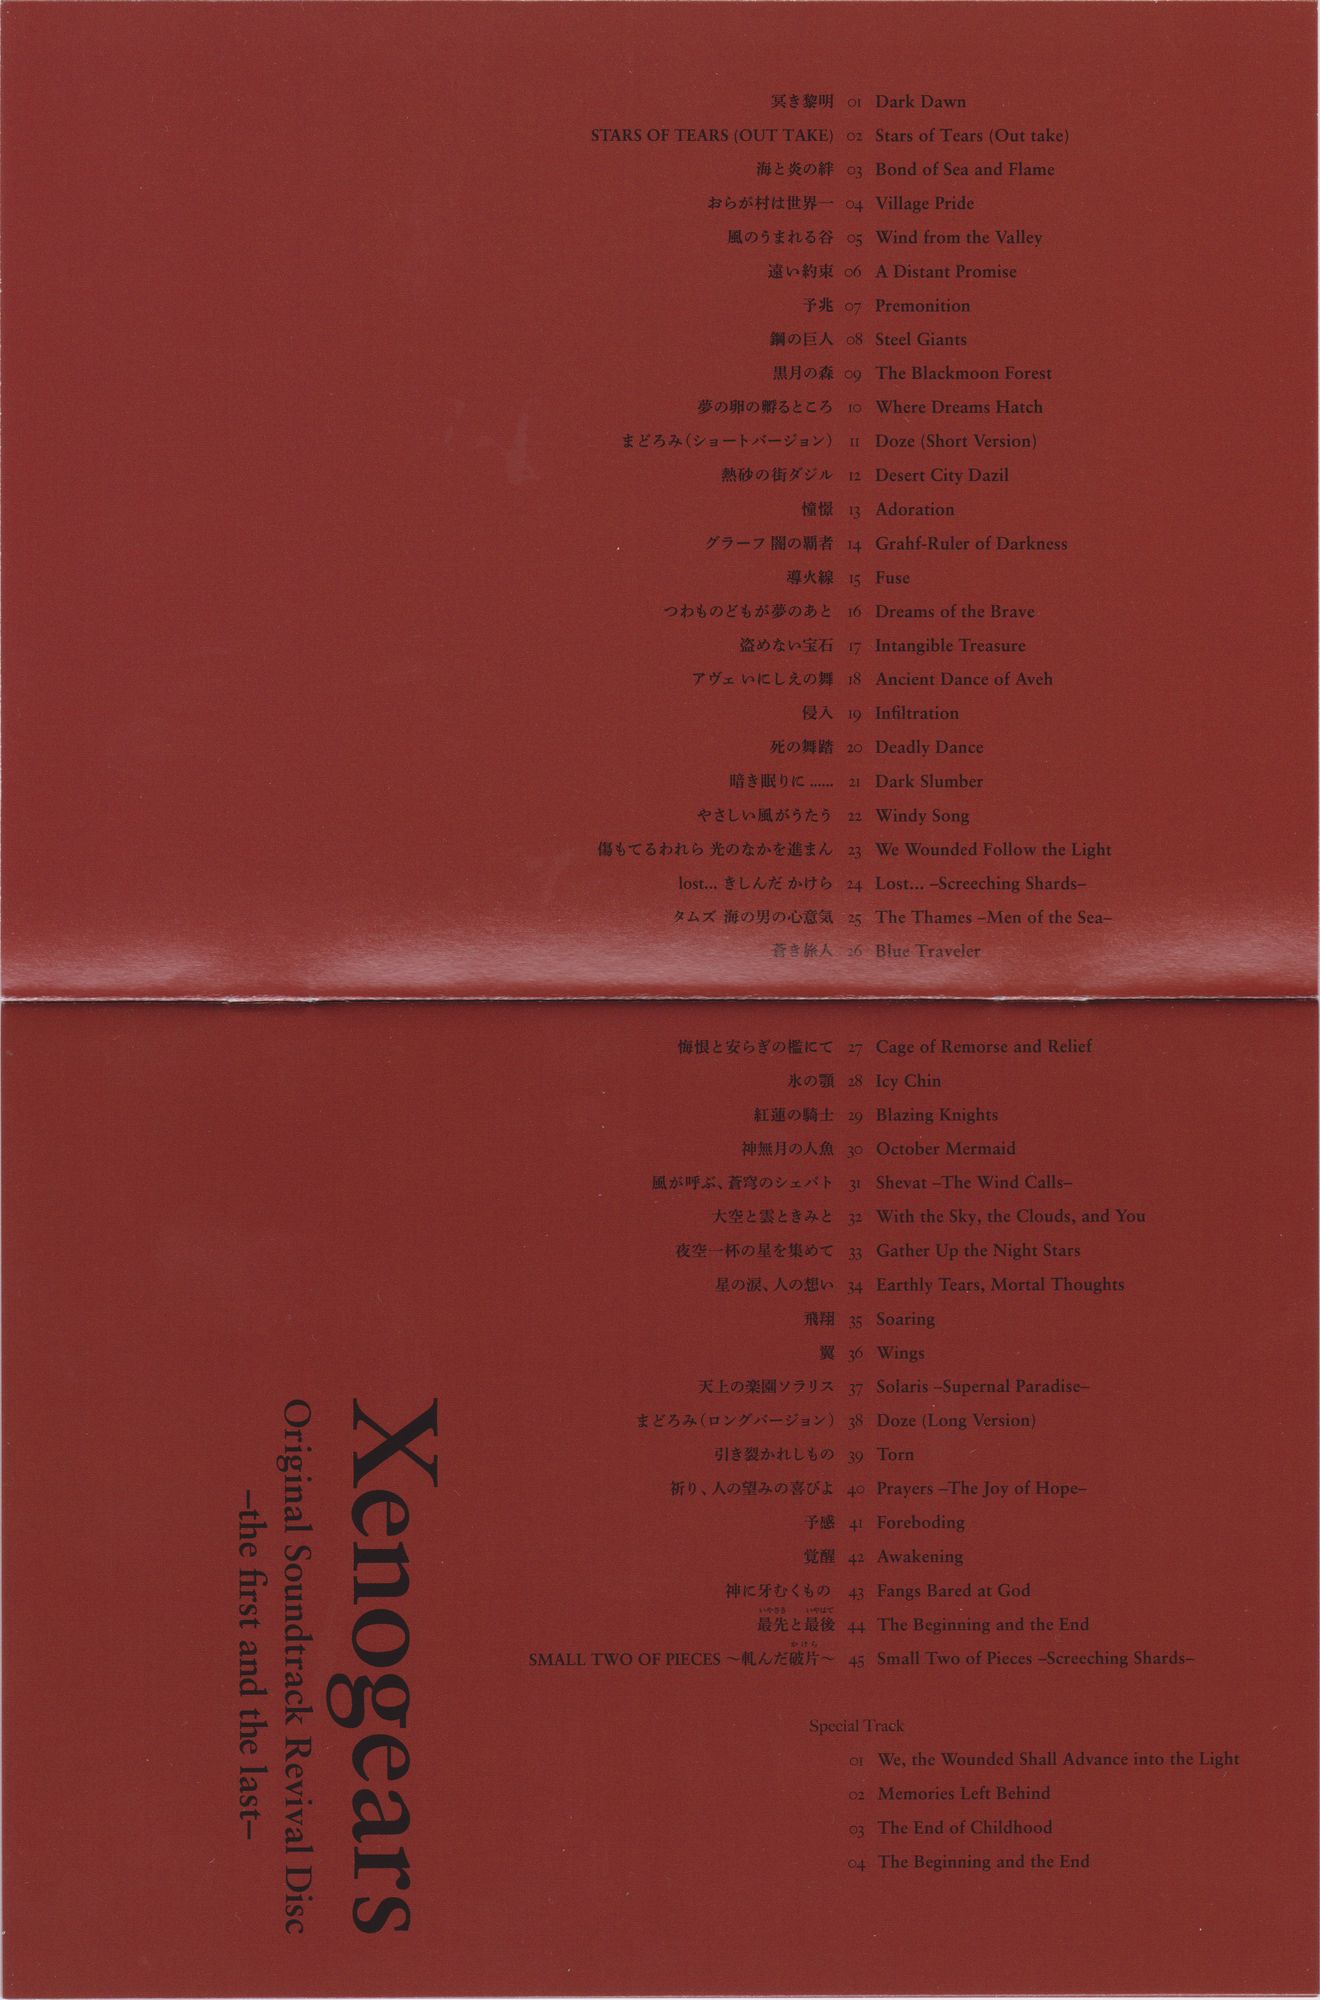 冥き黎明 01 Dark Dawn
STARS OF TEARS (OUT TAKE) 02 Stars of Tears (Out take)
海と炎の絆 03 Bond of Sea and Flame
おらが村は世界一 04 Village Pride
風のうまれる谷 05 Wind from the Valley
遠い約束 06 A Distant Promise
予兆 07 Premonition
鋼の巨人 08 Steel Giants
黒月の森 09 The Blackmoon Forest
夢の卵の孵るところ 10 Where Dreams Hatch
まどろみ（ショートバージョン） 11 Doze (Short Version)
熱砂の街ダジル 12 Desert City Dazil
憧憬 13 Adoration
グラーフ 闇の覇者 14 Grahf-Ruler of Darkness
導火線 15 Fuse
つわものどもが夢のあと 16 Dreams of the Brave
盗めない宝石 17 Intangible Treasure
アヴェ いにしえの舞 18 Ancient Dance of Aveh
侵入 19 Infiltration
死の舞踏 20 Deadly Dance
暗き眠りに…… 21 Dark Slumber
やさしい風がうたう 22 Windy Song
傷もてるわれら 光のなかを進まん 23 We Wounded Follow the Light
lost... きしんだ かけら 24 Lost... –Screeching Shards–
タムズ 海の男の心意気 25 The Thames –Men of the Sea–
蒼き旅人 26 Blue Traveler
悔恨と安らぎの檻にて 27 Cage of Remorse and Relief
氷の顎 28 Icy Chin
紅蓮の騎士 29 Blazing Knights
神無月の人魚 30 October Mermaid
風が呼ぶ、蒼穹のシェバト 31 Shevat –The Wind Calls–
大空と雲ときみと 32 With the Sky, the Clouds, and You
夜空一杯の星を集めて 33 Gather Up the Night Stars
星の涙、人の想い 34 Earthly Tears, Mortal Thoughts
飛翔 35 Soaring
翼 36 Wings
天上の楽園ソラリス 37 Solaris –Supernal Paradise–
まどろみ（ロングバージョン） 38 Doze (Long Version)
引き裂かれしもの 39 Torn
祈り、人の望みの喜びよ 40 Prayers –The Joy of Hope–
予感 41 Foreboding
覚醒 42 Awakening
神に牙むくもの 43 Fangs Bared at God
いやさき いやはて
最先と最後 44 The Beginning and the End
かけら
SMALL TWO OF PIECES ～軋んだ破片～ 45 Small Two of Pieces –Screeching Shards–
Special Track
01 We, the Wounded Shall Advance into the Light
02 Memories Left Behind
03 The End of Childhood
04 The Beginning and the End
Xenogears
Original Soundtrack Revival Disc
–the first and the last–